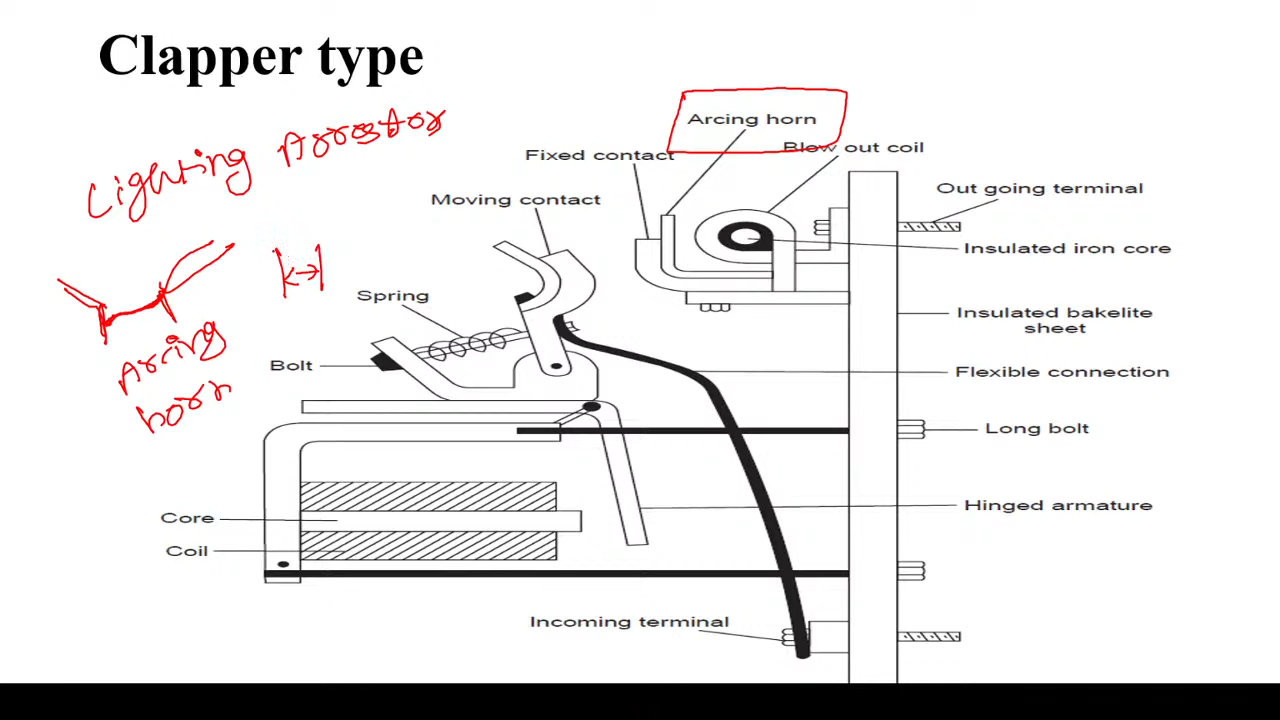 Clapper type
Lighting Arrostor
Arcing horn
Blow out coil
Fixed contact
Moving contact
Out going terminal
Insulated iron core
Spring
Insulated bakelite
sheet
Bolt
Flexible connection
Arcing
horn
Long bolt
Hinged armature
Core
Coil
Incoming terminal